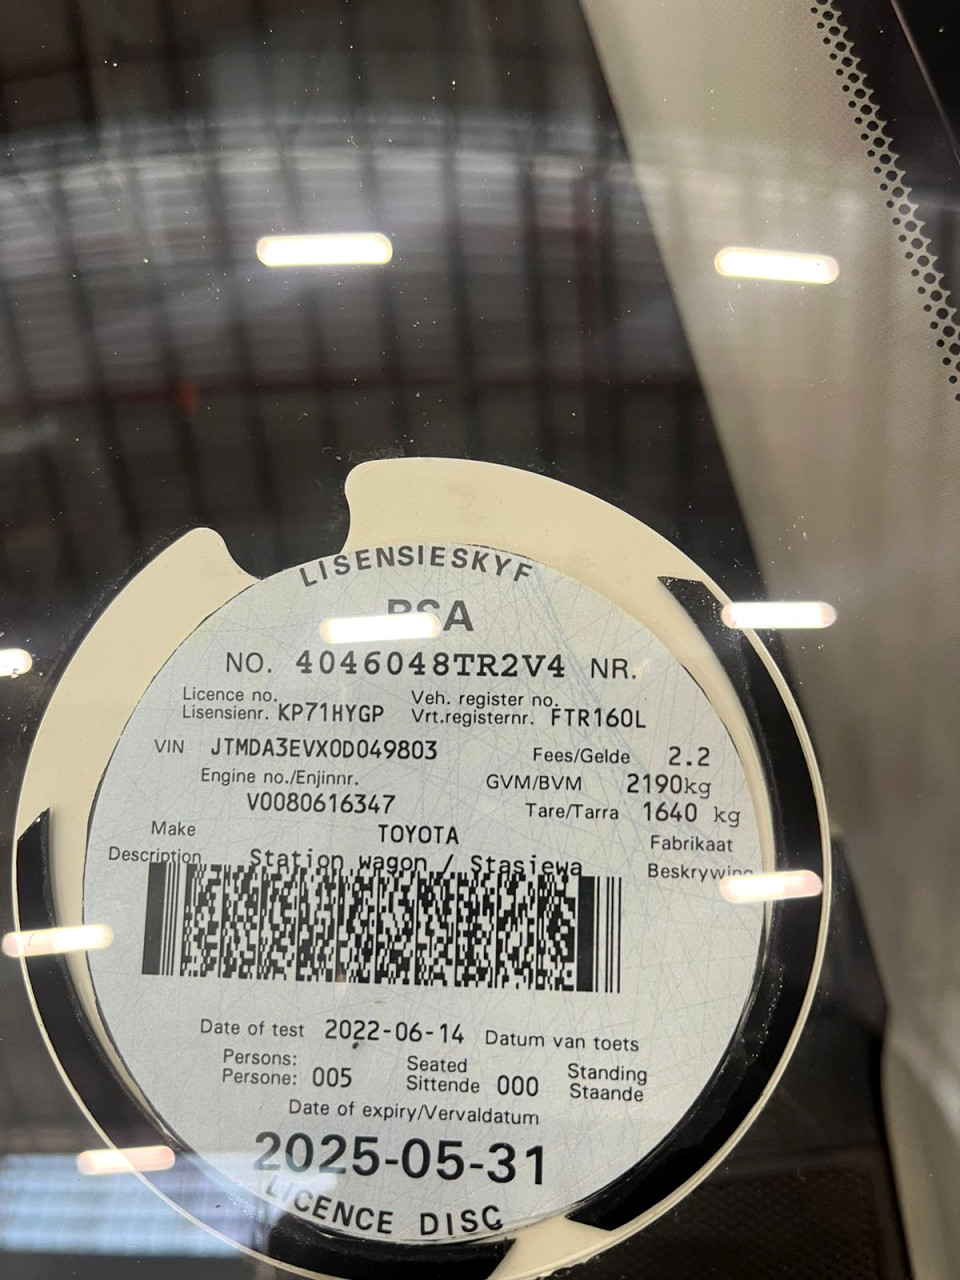 LISENSIESKYF
RSA
NO. 4046048TR2V4 NR.
Licence no. Veh. register no.
Lisensienr. KP71HYGP Vrt.registernr. FTR160L
VIN JTMDA3EVX0D049803 Fees/Gelde 2.2
Engine no./Enjinnr. GVM/BVM 2190kg
V0080616347 Tare/Tarra 1640 kg
Make TOYOTA Fabrikaat
Description Station wagon / Stasiewa Beskrywing
Date of test 2022-06-14 Datum van toets
Persons: Seated Standing
Persone: 005 Sittende 000 Staande
Date of expiry/Vervaldatum
2025-05-31
LICENCE DISC